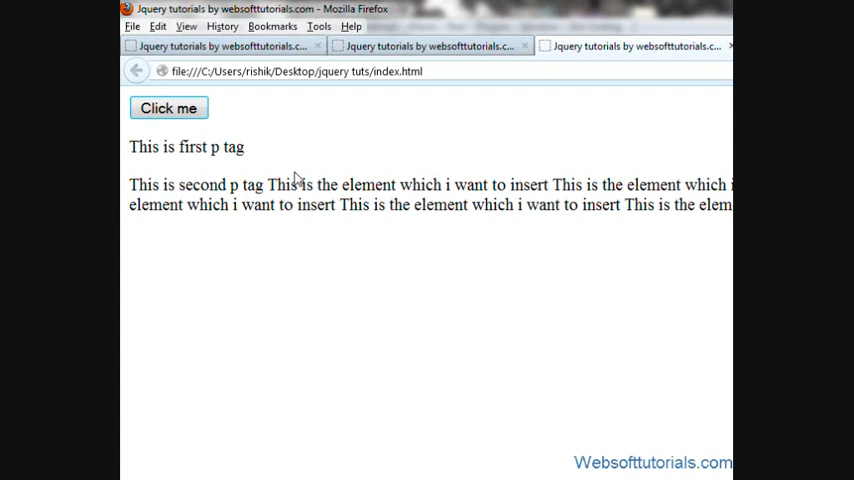 Jquery tutorials by websofttutorials.com - Mozilla Firefox
File Edit View History Bookmarks Tools Help
Jquery tutorials by websofttutorials.c... × Jquery tutorials by websofttutorials.c... × Jquery tutorials by websofttutorials.c... ×
file:///C:/Users/rishik/Desktop/jquery tuts/index.html
Click me
This is first p tag
This is second p tag This is the element which i want to insert This is the element which i
element which i want to insert This is the element which i want to insert This is the elem
Websofttutorials.com